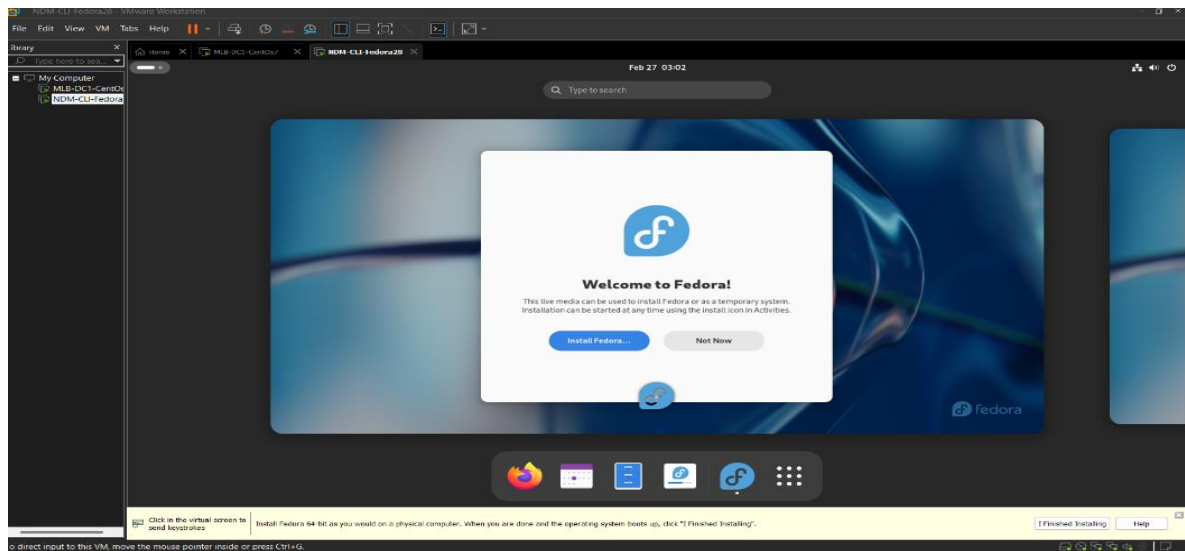 NDM-CLI-Fedora28 - VMware Workstation
File Edit View VM Tabs Help
ibrary
Home MLB-DC1-CentOs7 NDM-CLI-Fedora28
Type here to sea...
Feb 27 03:02
My Computer
MLB-DC1-CentOs
NDM-CLI-Fedora
Type to search
Welcome to Fedora!
This live media can be used to install Fedora or as a temporary system.
Installation can be started at any time using the install icon in Activities.
Install Fedora... Not Now
fedora
Click in the virtual screen to
send keystrokes
Install Fedora 64-bit as you would on a physical computer. When you are done and the operating system boots up, click "I Finished Installing".
I Finished Installing Help
o direct input to this VM, move the mouse pointer inside or press Ctrl+G.